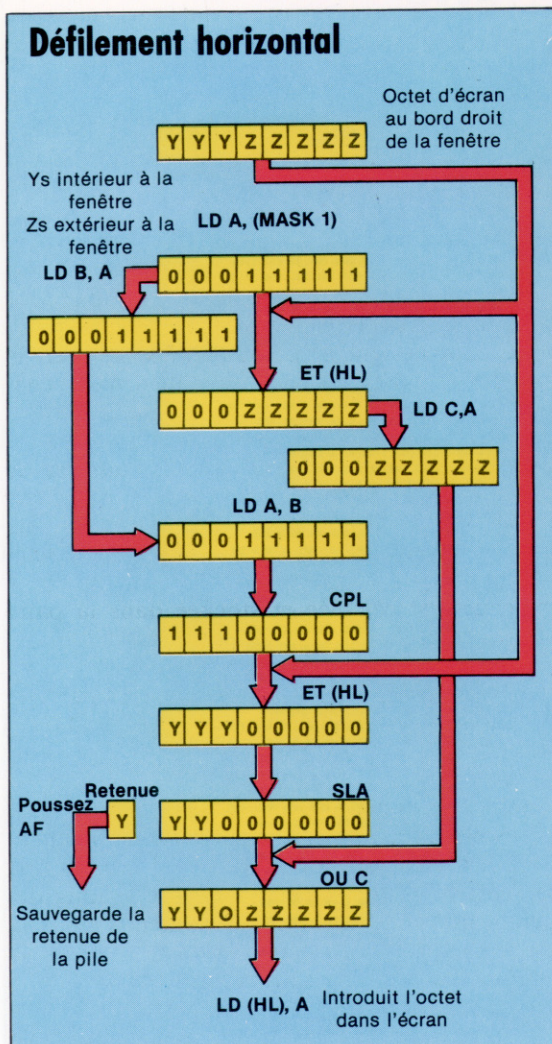 Défilement horizontal
Octet d'écran
au bord droit
de la fenêtre
Y Y Y Z Z Z Z Z
Ys intérieur à la
fenêtre
Zs extérieur à la
fenêtre
LD A, (MASK 1)
LD B, A
0 0 0 1 1 1 1 1
0 0 0 1 1 1 1 1
ET (HL)
0 0 0 Z Z Z Z Z
LD C,A
0 0 0 Z Z Z Z Z
LD A, B
0 0 0 1 1 1 1 1
CPL
1 1 1 0 0 0 0 0
ET (HL)
Y Y Y 0 0 0 0 0
SLA
Retenue
Poussez
AF
Y
Y Y 0 0 0 0 0 0
OU C
Sauvegarde la
retenue de
la pile
Y Y O Z Z Z Z Z
LD (HL), A
Introduit l'octet
dans l'écran